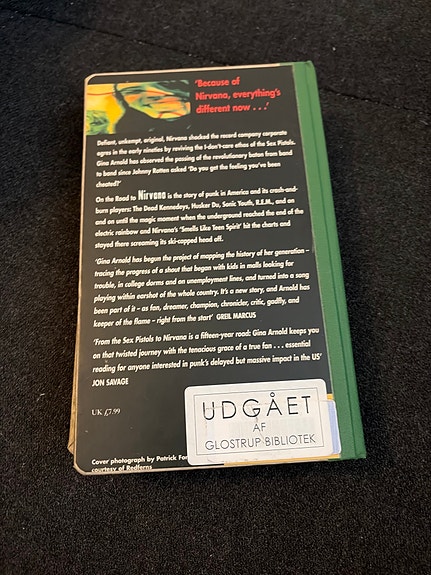 'Because of
Nirvana, everything's
different now . . .'
Defiant, unkempt, original, Nirvana shocked the record company corporate
ogres in the early nineties by reviving the I-don't-care ethos of the Sex Pistols.
Gina Arnold has observed the passing of the revolutionary baton from band
to band since Johnny Rotten asked 'Do you get the feeling you've been
cheated?'
On the Road to Nirvana is the story of punk in America and its crash-and-
burn players: The Dead Kennedeys, Husker Du, Sonic Youth, R.E.M., and on
and on until the magic moment when the underground reached the end of the
electric rainbow and Nirvana's 'Smells Like Teen Spirit' hit the charts and
stayed there screaming its ski-capped head off.
'Gina Arnold has begun the project of mapping the history of her generation –
tracing the progress of a shout that began with kids in malls looking for
trouble, in college dorms and on unemployment lines, and turned into a song
playing within earshot of the whole country. It's a new story, and Arnold has
been part of it – as fan, dreamer, champion, chronicler, critic, gadfly, and
keeper of the flame – right from the start' GREIL MARCUS
'From the Sex Pistols to Nirvana is a fifteen-year road: Gina Arnold keeps you
on that twisted journey with the tenacious grace of a true fan . . . essential
reading for anyone interested in punk's delayed but massive impact in the US'
JON SAVAGE
UK £7.99
UDGÅET
AF
GLOSTRUP BIBLIOTEK
Cover photograph by Patrick For
courtesy of Redferns